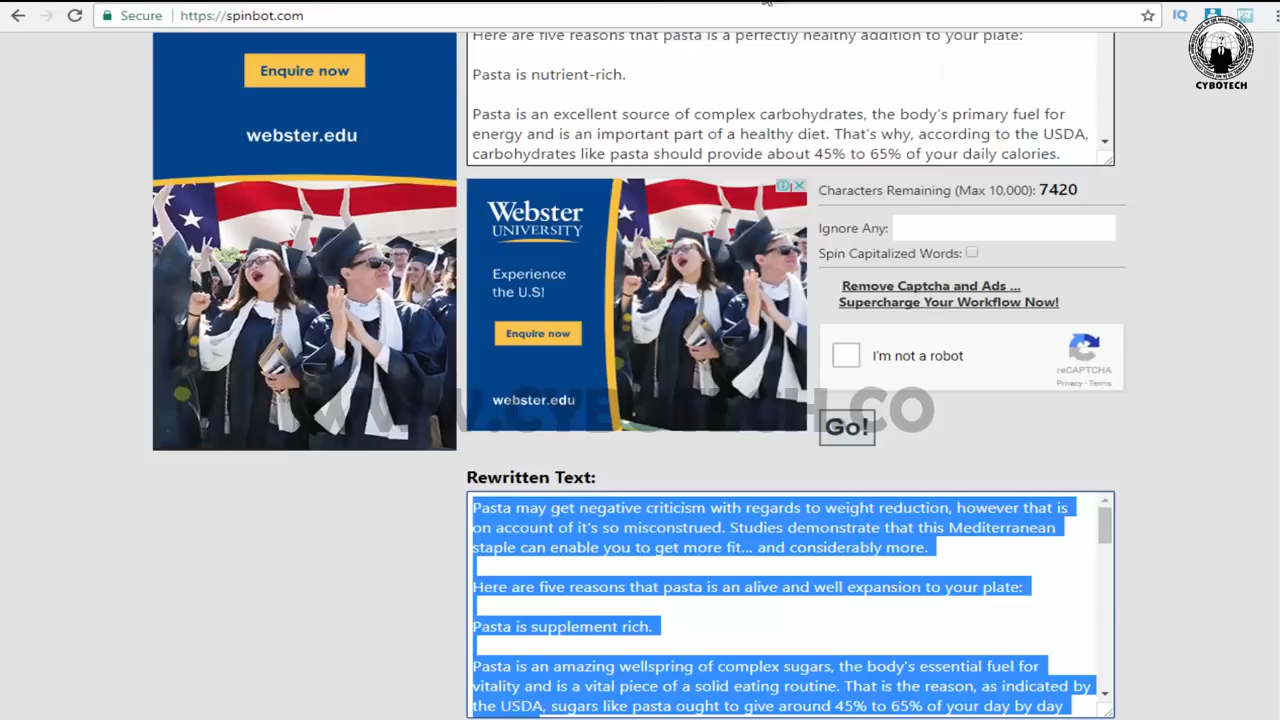 Secure
https://spinbot.com
CYBOTECH
Enquire now
webster.edu
Here are five reasons that pasta is a perfectly healthy addition to your plate:
Pasta is nutrient-rich.
Pasta is an excellent source of complex carbohydrates, the body's primary fuel for
energy and is an important part of a healthy diet. That's why, according to the USDA,
carbohydrates like pasta should provide about 45% to 65% of your daily calories.
Webster
UNIVERSITY
Experience
the U.S!
Enquire now
webster.edu
Characters Remaining (Max 10,000): 7420
Ignore Any:
Spin Capitalized Words:
Remove Captcha and Ads ...
Supercharge Your Workflow Now!
I'm not a robot
reCAPTCHA
Privacy - Terms
WWW.CYBOTECH.CO
Go!
Rewritten Text:
Pasta may get negative criticism with regards to weight reduction, however that is
on account of it's so misconstrued. Studies demonstrate that this Mediterranean
staple can enable you to get more fit... and considerably more.
Here are five reasons that pasta is an alive and well expansion to your plate:
Pasta is supplement rich.
Pasta is an amazing wellspring of complex sugars, the body's essential fuel for
vitality and is a vital piece of a solid eating routine. That is the reason, as indicated by
the USDA, sugars like pasta ought to give around 45% to 65% of your day by day